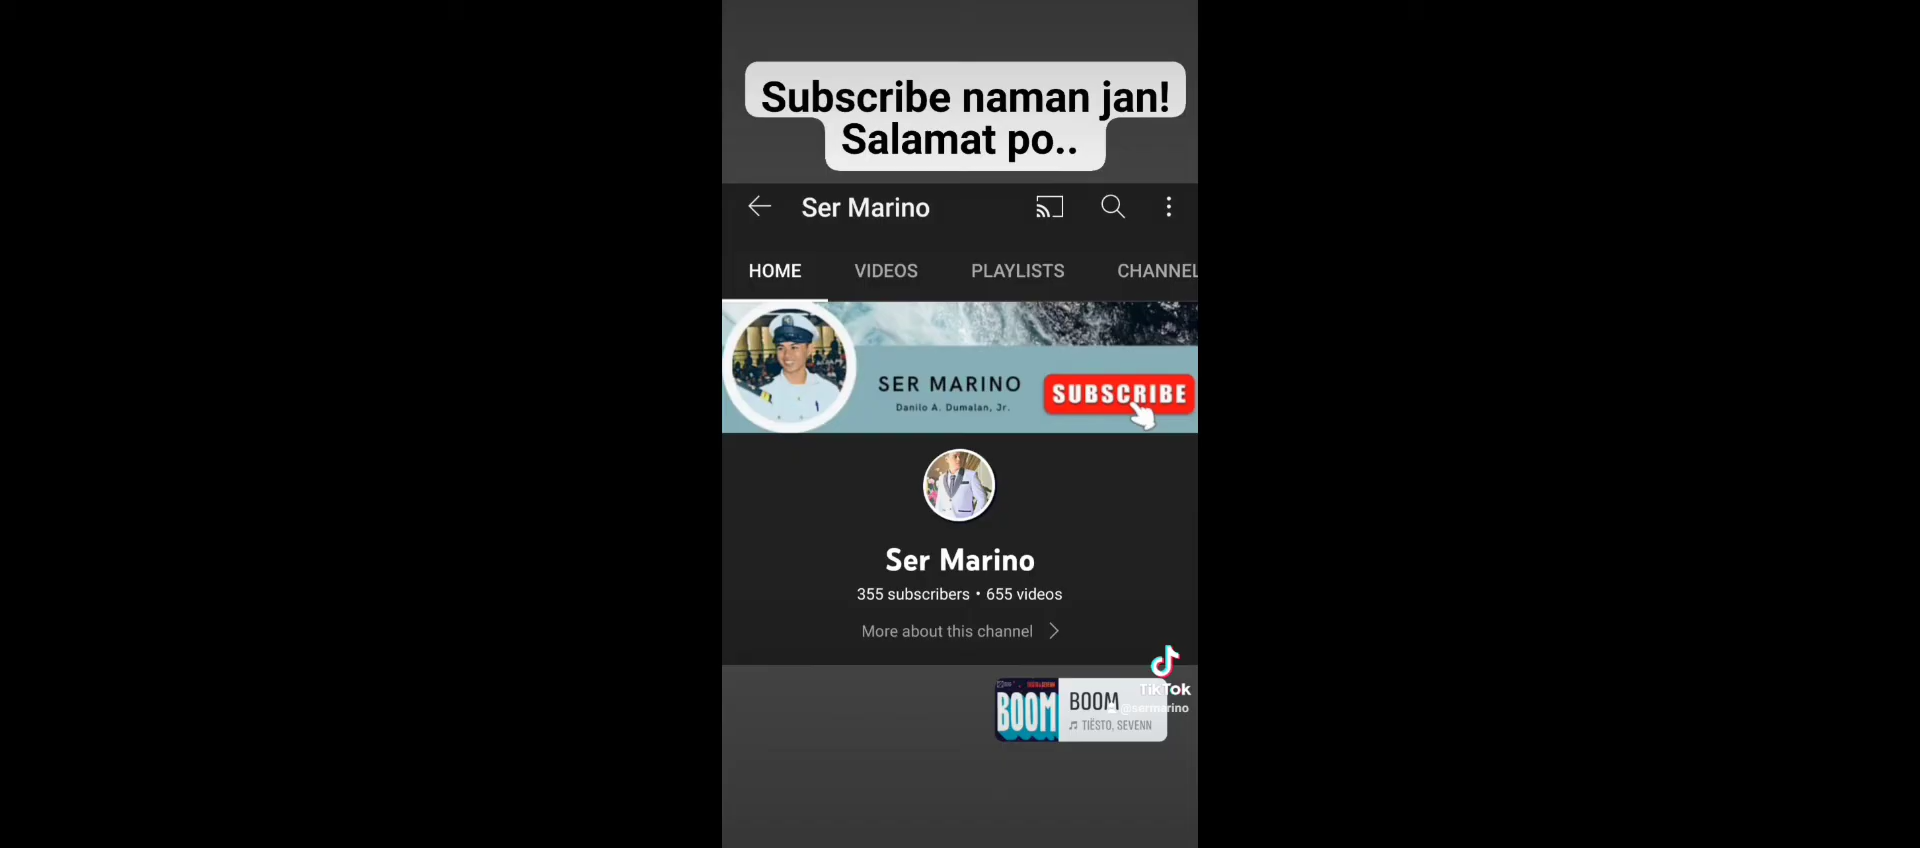 Subscribe naman jan!
Salamat po..
Ser Marino
HOME VIDEOS PLAYLISTS CHANNEL
SER MARINO
Danilo A. Dumalan, Jr.
SUBSCRIBE
Ser Marino
355 subscribers • 655 videos
More about this channel
TikTok
@sermarino
BOOM
BOOM
TIËSTO, SEVENN